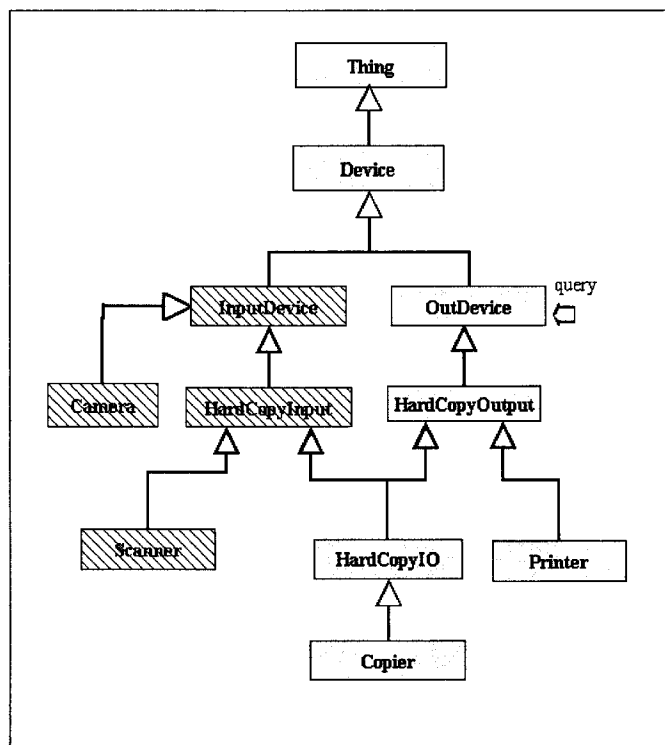 Thing
Device
query
InputDevice
OutDevice
Camera
HardCopyInput
HardCopyOutput
Scanner
HardCopyIO
Printer
Copier